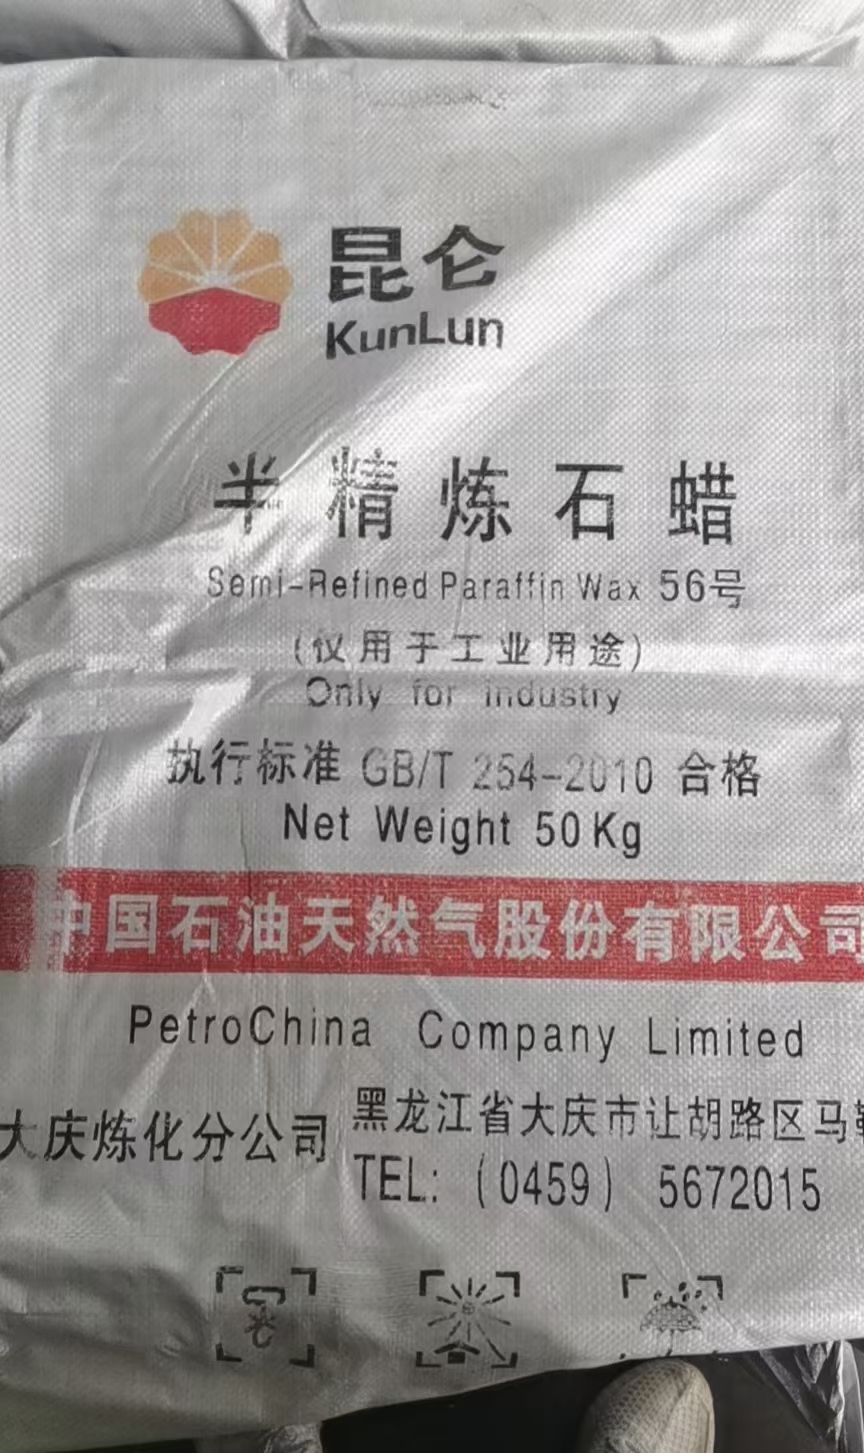 昆仑
KunLun
半精炼石蜡
Semi-Refined Paraffin Wax 56号
(仅用于工业用途)
Only for industry
执行标准 GB/T 254-2010 合格
Net Weight 50Kg
中国石油天然气股份有限公司
PetroChina Company Limited
大庆炼化分公司
黑龙江省大庆市让胡路区马
TEL: (0459) 5672015